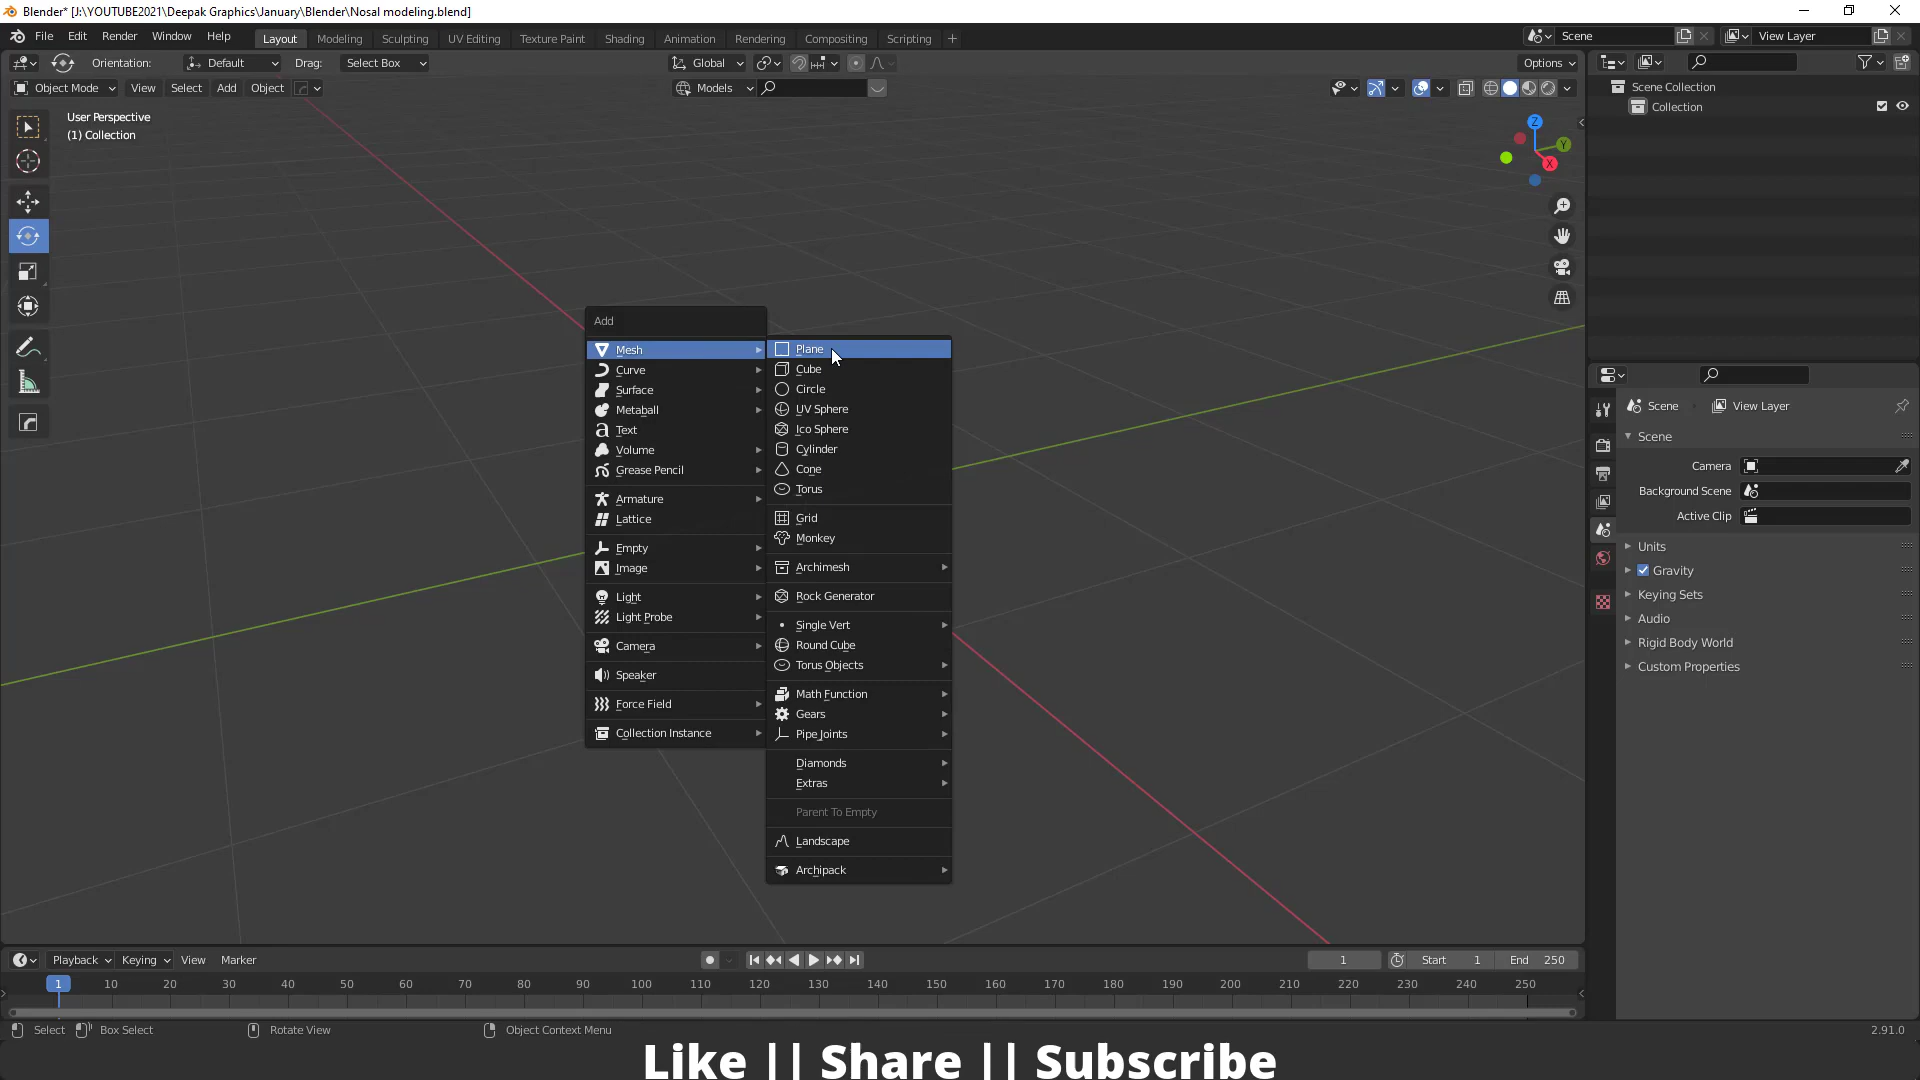 Blender* [J:\YOUTUBE2021\Deepak Graphics\January\Blender\Nosal modeling.blend]
File Edit Render Window Help Layout Modeling Sculpting UV Editing Texture Paint Shading Animation Rendering Compositing Scripting + Scene View Layer
Orientation: Default Drag: Select Box Global Options
Object Mode View Select Add Object Models
User Perspective
(1) Collection
Z
Y
X
Scene Collection
Collection
Add
Mesh
Curve
Surface
Metaball
Text
Volume
Grease Pencil
Armature
Lattice
Empty
Image
Light
Light Probe
Camera
Speaker
Force Field
Collection Instance
Plane
Cube
Circle
UV Sphere
Ico Sphere
Cylinder
Cone
Torus
Grid
Monkey
Archimesh
Rock Generator
Single Vert
Round Cube
Torus Objects
Math Function
Gears
Pipe Joints
Diamonds
Extras
Parent To Empty
Landscape
Archipack
Scene View Layer
Scene
Camera
Background Scene
Active Clip
Units
Gravity
Keying Sets
Audio
Rigid Body World
Custom Properties
Playback Keying View Marker 1 Start 1 End 250
1 10 20 30 40 50 60 70 80 90 100 110 120 130 140 150 160 170 180 190 200 210 220 230 240 250
Select Box Select Rotate View Object Context Menu 2.91.0
Like || Share || Subscribe